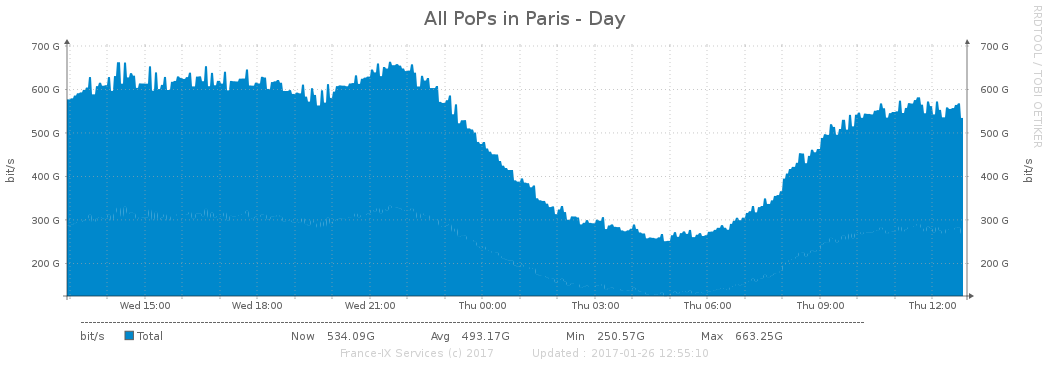 All PoPs in Paris - Day
RRDTOOL / TOBI OETIKER
bit/s
bit/s
700 G
700 G
600 G
600 G
500 G
500 G
400 G
400 G
300 G
300 G
200 G
200 G
Wed 15:00 Wed 18:00 Wed 21:00 Thu 00:00 Thu 03:00 Thu 06:00 Thu 09:00 Thu 12:00
bit/s Total Now 534.09G Avg 493.17G Min 250.57G Max 663.25G
France-IX Services (c) 2017 Updated : 2017-01-26 12:55:10